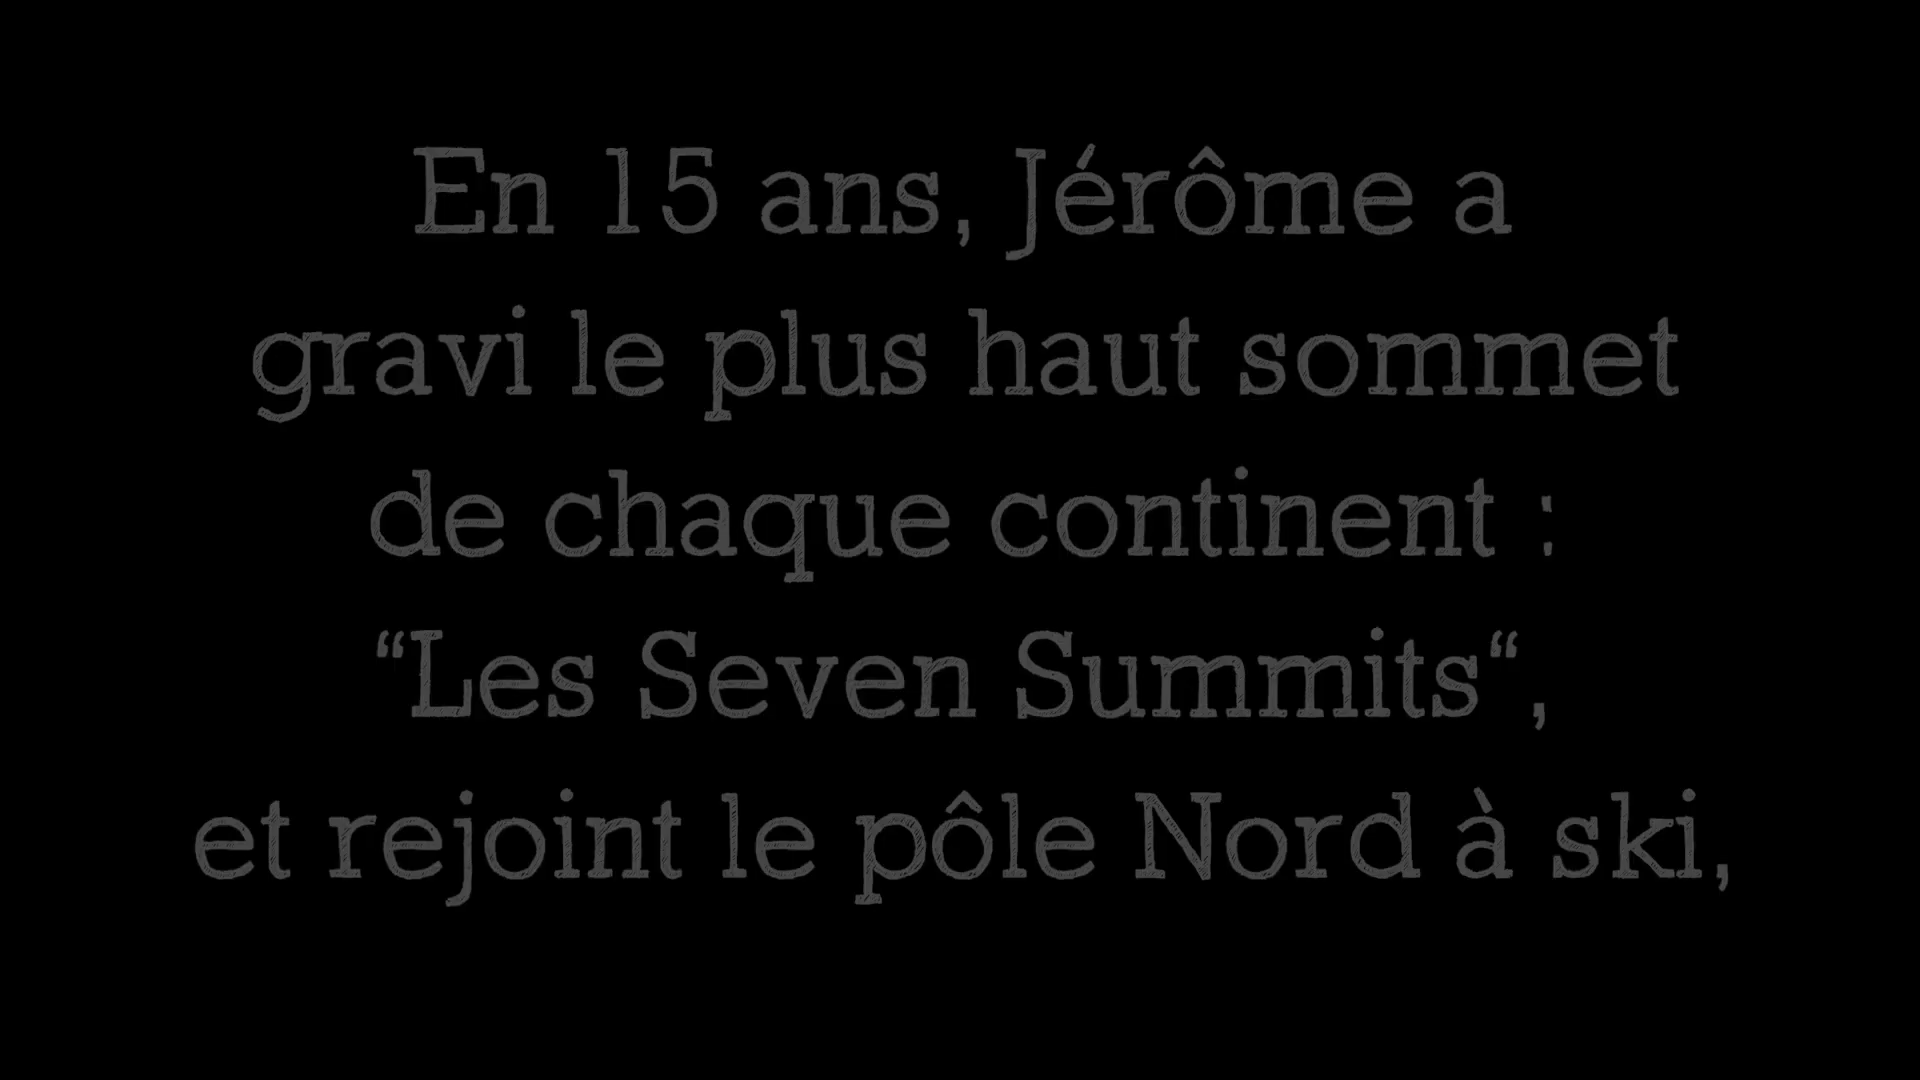 En 15 ans, Jérôme a
gravi le plus haut sommet
de chaque continent :
“Les Seven Summits“,
et rejoint le pôle Nord à ski,